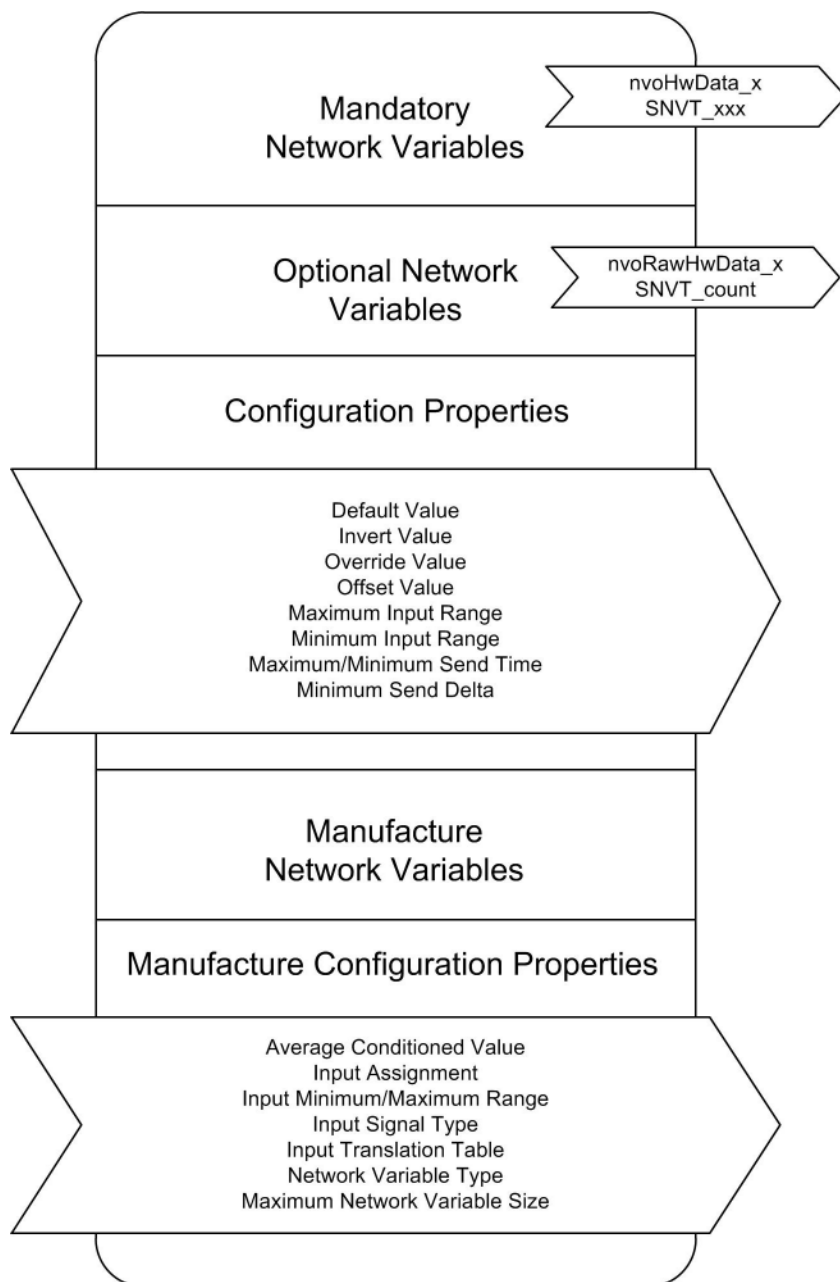 Mandatory
Network Variables
nvoHwData_x
SNVT_xxx
Optional Network
Variables
nvoRawHwData_x
SNVT_count
Configuration Properties
Default Value
Invert Value
Override Value
Offset Value
Maximum Input Range
Minimum Input Range
Maximum/Minimum Send Time
Minimum Send Delta
Manufacture
Network Variables
Manufacture Configuration Properties
Average Conditioned Value
Input Assignment
Input Minimum/Maximum Range
Input Signal Type
Input Translation Table
Network Variable Type
Maximum Network Variable Size